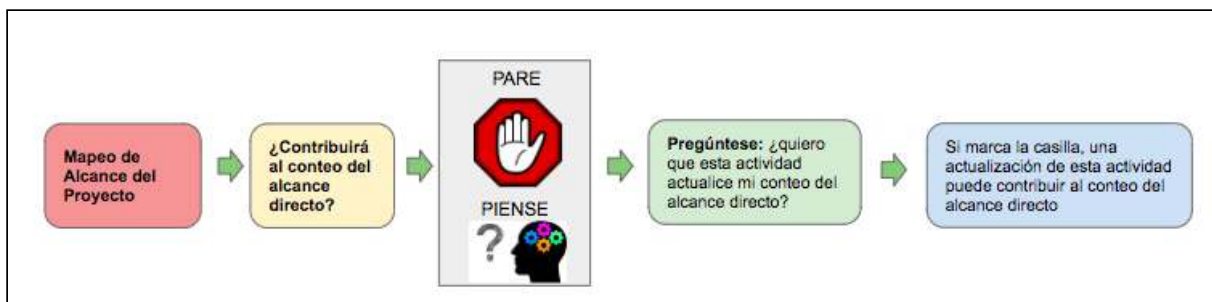 Mapeo de
Alcance del
Proyecto
¿Contribuirá
al conteo del
alcance
directo?
PARE
PIENSE
?
Pregúntese: ¿quiero
que esta actividad
actualice mi conteo del
alcance directo?
Si marca la casilla, una
actualización de esta actividad
puede contribuir al conteo del
alcance directo